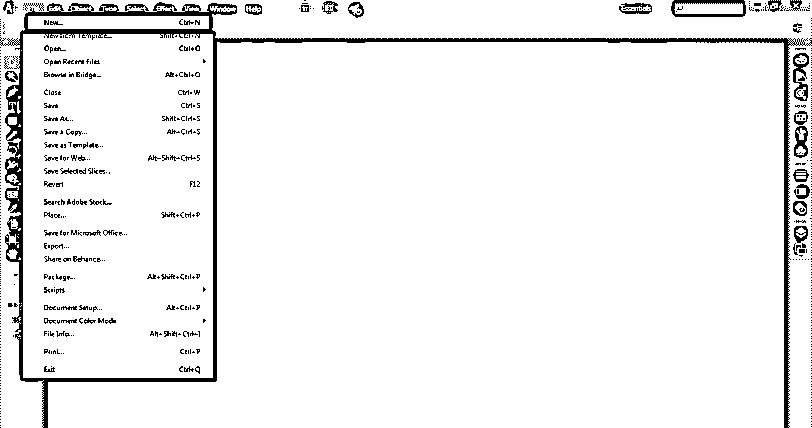 Ai File Edit Object Type Select Effect View Window Help
Essentials
New... Ctrl+N
New from Template... Shift+Ctrl+N
Open... Ctrl+O
Open Recent Files
Browse in Bridge... Alt+Ctrl+O
Close Ctrl+W
Save Ctrl+S
Save As... Shift+Ctrl+S
Save a Copy... Alt+Ctrl+S
Save as Template...
Save for Web... Alt+Shift+Ctrl+S
Save Selected Slices...
Revert F12
Search Adobe Stock...
Place... Shift+Ctrl+P
Save for Microsoft Office...
Export...
Share on Behance...
Package... Alt+Shift+Ctrl+P
Scripts
Document Setup... Alt+Ctrl+P
Document Color Mode
File Info... Alt+Shift+Ctrl+I
Print... Ctrl+P
Exit Ctrl+Q